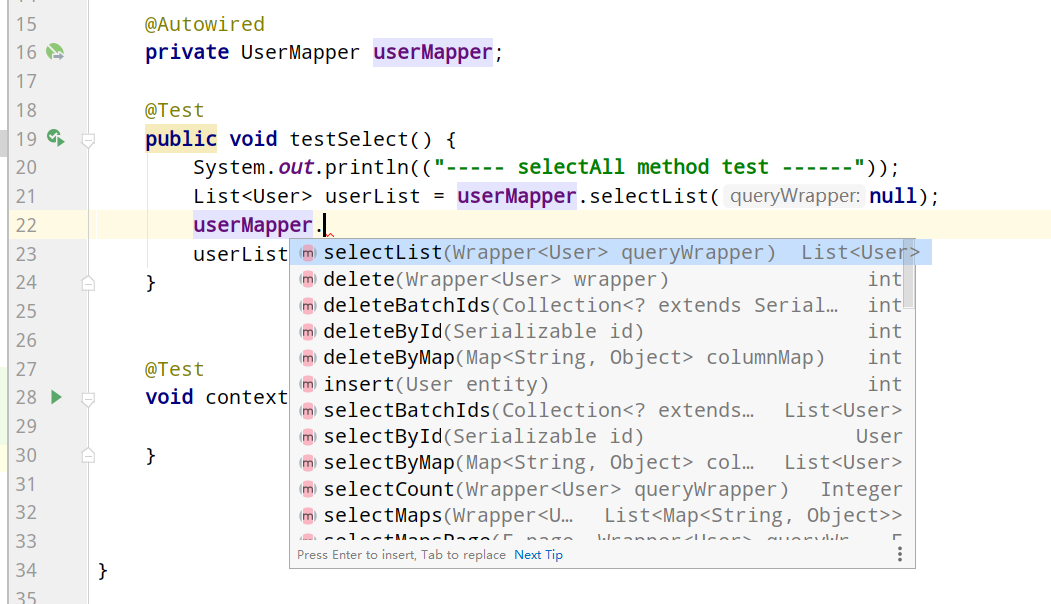 15 @Autowired
16 private UserMapper userMapper;
17
18 @Test
19 public void testSelect() {
20 System.out.println(("----- selectAll method test ------"));
21 List<User> userList = userMapper.selectList( queryWrapper: null);
22 userMapper.
23 userList
m selectList(Wrapper<User> queryWrapper) List<User>
24 }
m delete(Wrapper<User> wrapper) int
25
m deleteBatchIds(Collection<? extends Serial… int
26
m deleteById(Serializable id) int
m deleteByMap(Map<String, Object> columnMap) int
27 @Test
m insert(User entity) int
28 void context
m selectBatchIds(Collection<? extends… List<User>
29
m selectById(Serializable id) User
30 }
m selectByMap(Map<String, Object> col… List<User>
31
m selectCount(Wrapper<User> queryWrapper) Integer
32
m selectMaps(Wrapper<U… List<Map<String, Object>>
33
selectMapsPage(E page, Wrapper<User> queryWr… E
Press Enter to insert, Tab to replace Next Tip
34 }
35